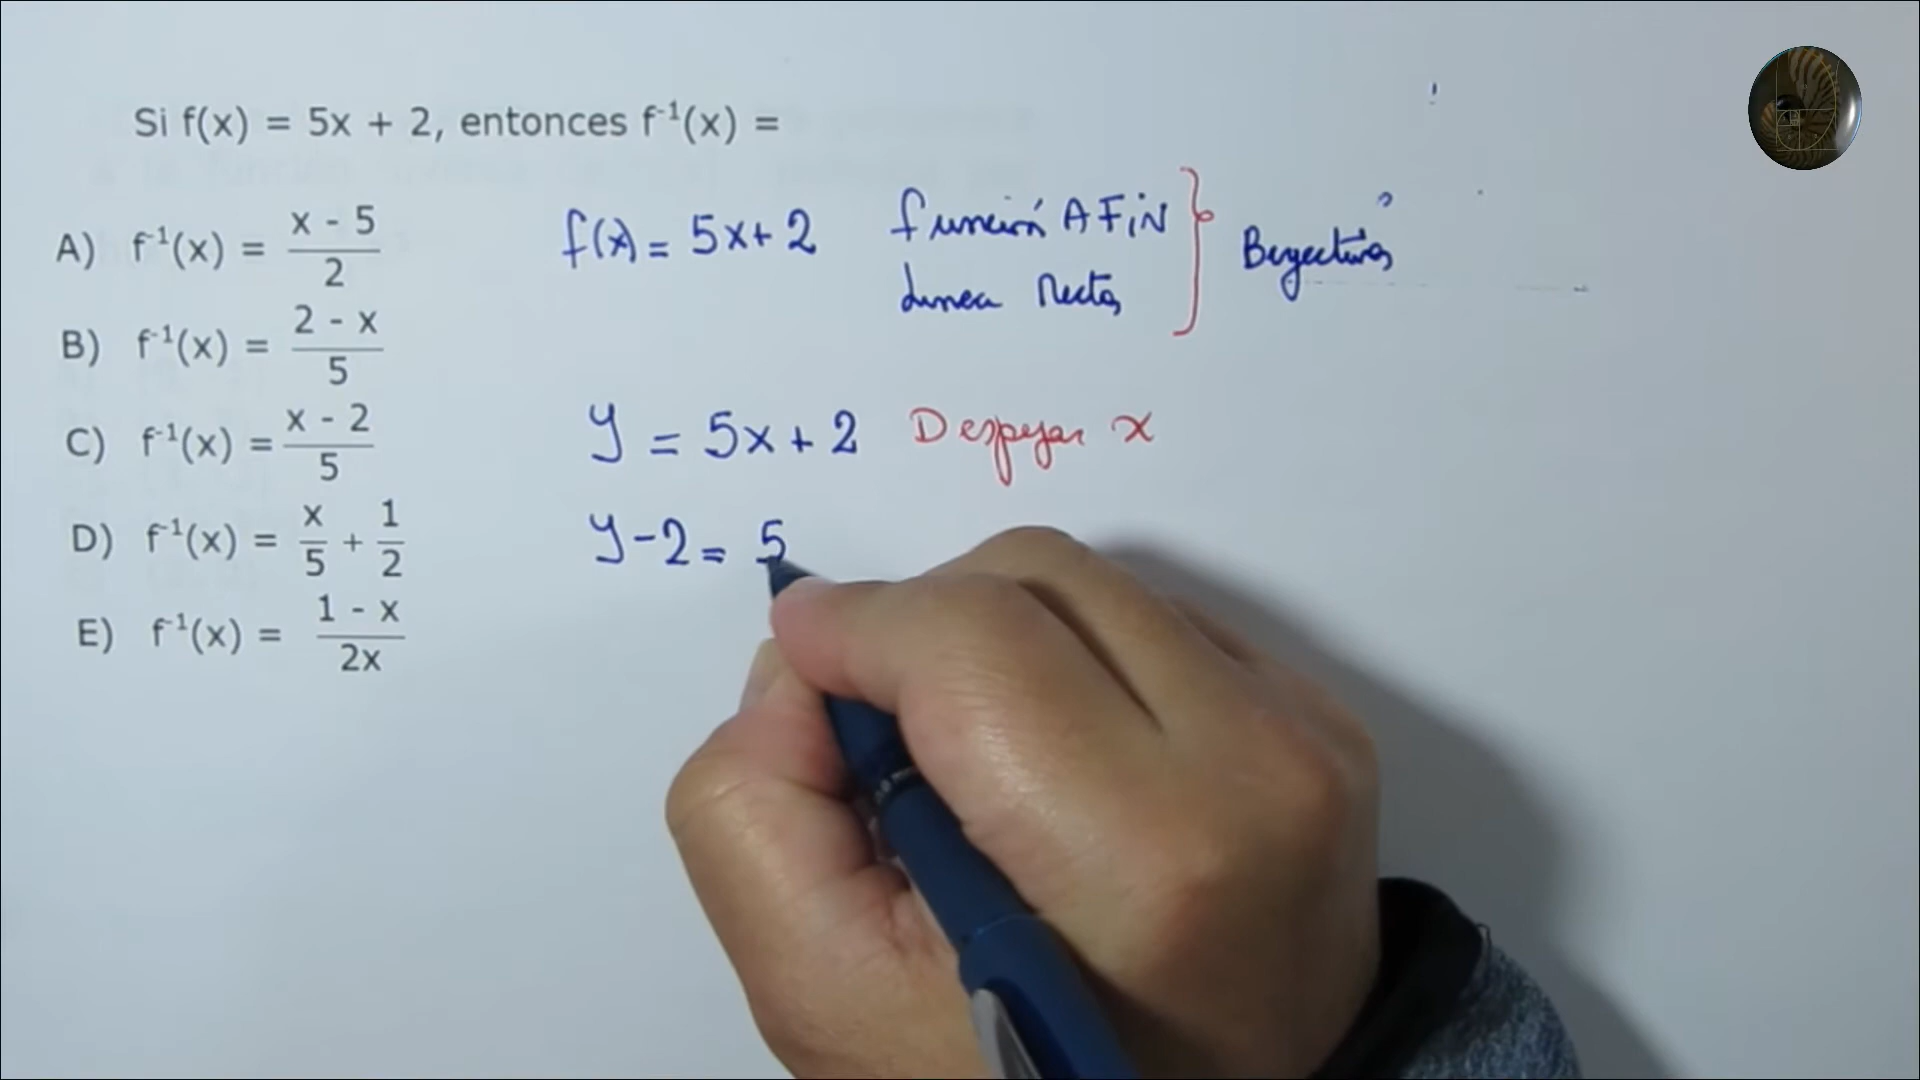 Si f(x) = 5x + 2, entonces f⁻¹(x) =
A) f⁻¹(x) = (x - 5)/2
B) f⁻¹(x) = (2 - x)/5
C) f⁻¹(x) = (x - 2)/5
D) f⁻¹(x) = x/5 + 1/2
E) f⁻¹(x) = (1 - x)/2x
f(x) = 5x + 2
función AFiN
Linea Recta
y = 5x + 2 Despejar x
y - 2 = 5